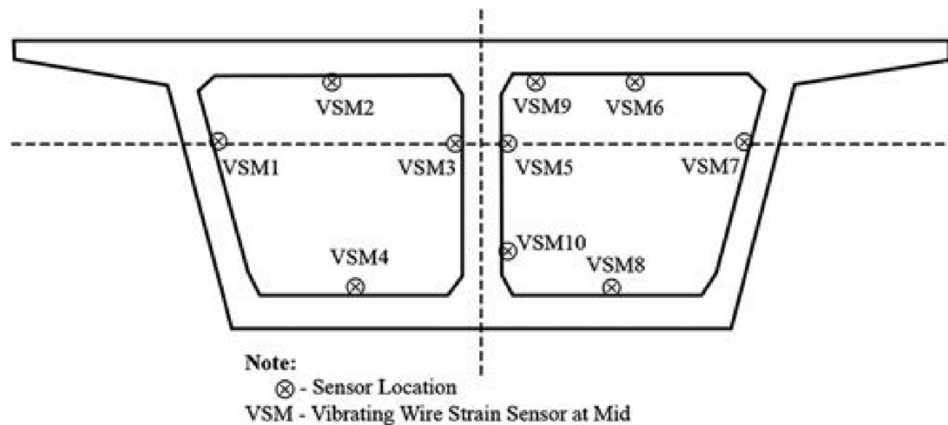 VSM2
VSM9
VSM6
VSM1
VSM3
VSM5
VSM7
VSM10
VSM4
VSM8
Note:
⊗ - Sensor Location
VSM - Vibrating Wire Strain Sensor at Mid